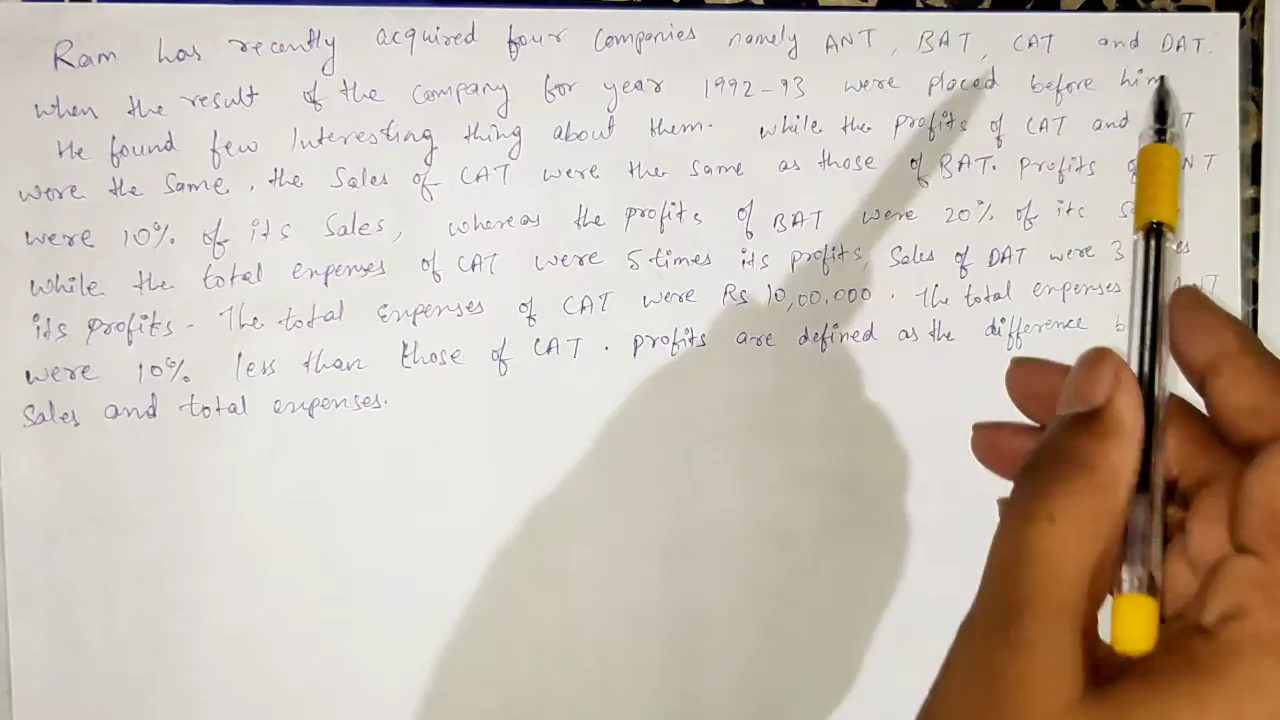 Ram has recently acquired four Companies namely ANT, BAT, CAT and DAT.
When the result of the Company for year 1992-93 were placed before him
He found few Interesting thing about them. While the profits of CAT and
were the same, the Sales of CAT were the same as those of BAT. profits
were 10% of its Sales, whereas the profits of BAT were 20% of its
while the total expenses of CAT were 5 times its profits, Sales of DAT were 3
its profits. The total Expenses of CAT were Rs 10,00,000. The total expenses
were 10% less than those of CAT. profits are defined as the difference
Sales and total expenses.